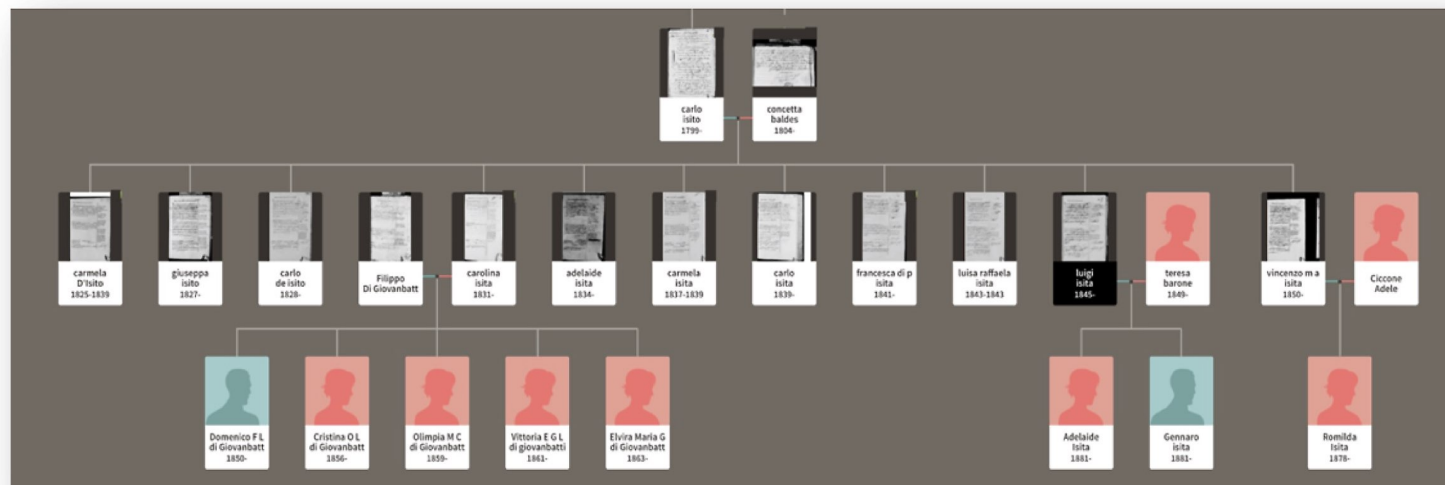 carlo
isito
1799-
concetta
baldes
1804-
carmela
D'Isito
1825-1839
giuseppa
isito
1827-
carlo
de isito
1828-
Filippo
Di Giovanbatt
carolina
isita
1831-
adelaide
isita
1834-
carmela
isita
1837-1839
carlo
isita
1839-
francesca di p
isita
1841-
luisa raffaela
isita
1843-1843
luigi
isita
1845-
teresa
barone
1849-
vincenzo m a
isita
1850-
Ciccone
Adele
Domenico F L
di Giovanbatt
1850-
Cristina O L
di Giovanbatt
1856-
Olimpia M C
di Giovanbatt
1859-
Vittoria E G L
di giovanbatti
1861-
Elvira Maria G
di Giovanbatt
1863-
Adelaide
Isita
1881-
Gennaro
isita
1881-
Romilda
Isita
1878-